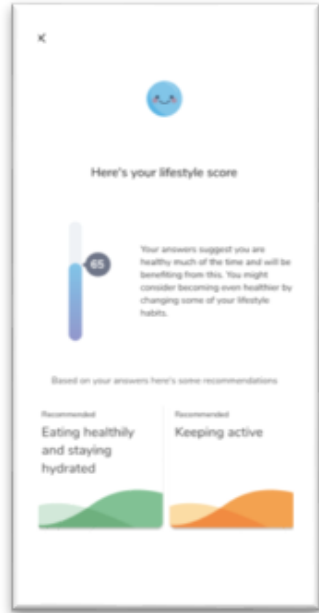 Here's your lifestyle score
65
Your answers suggest you are
healthy much of the time and will be
benefiting from this. You might
consider becoming even healthier by
changing some of your lifestyle
habits.
Based on your answers here's some recommendations
Recommended
Eating healthily
and staying
hydrated
Recommended
Keeping active